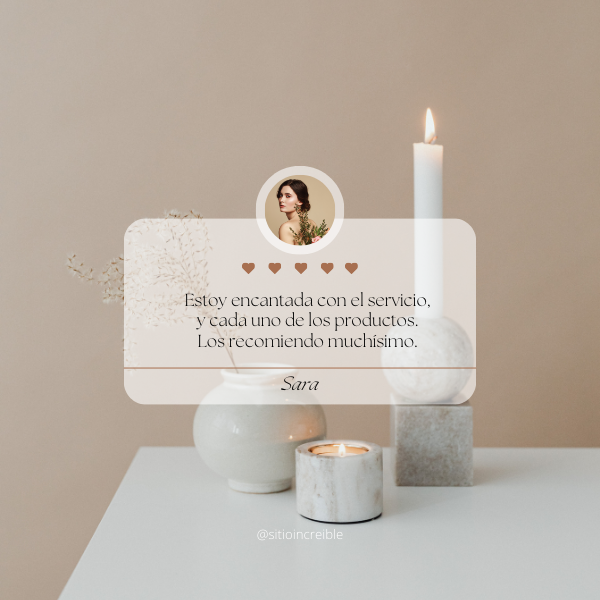 Estoy encantada con el servicio,
y cada uno de los productos.
Los recomiendo muchísimo.
Sara
@sitioincreible